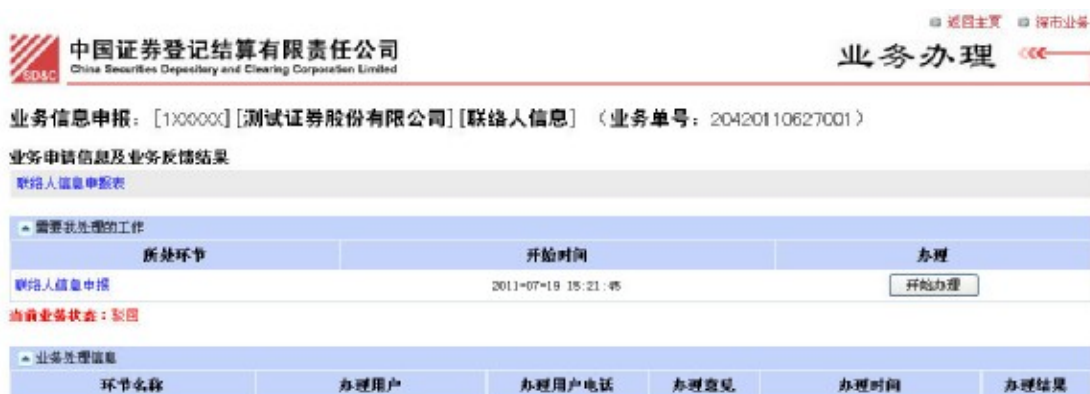 返回主页 深市业务
SD&C 中国证券登记结算有限责任公司 业务办理
China Securities Depository and Clearing Corporation Limited
业务信息申报：[1XXXXX][测试证券股份有限公司][联络人信息] （业务单号：20420110627001）
业务申请信息及业务反馈结果
联络人信息申报表
需要我处理的工作
所处环节 开始时间 办理
联络人信息申报 2011-07-19 15:21:45 开始办理
当前业务状态：驳回
业务处理信息
环节名称 办理用户 办理用户电话 办理意见 办理时间 办理结果